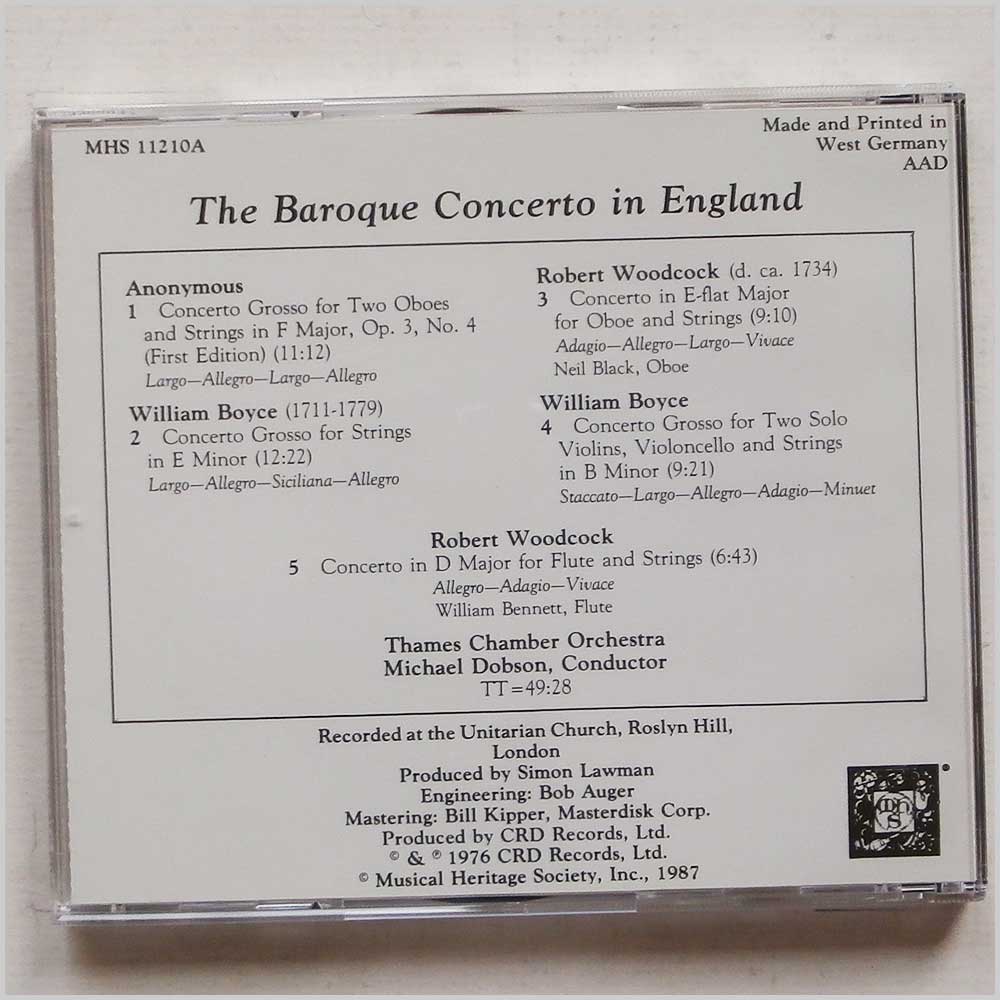 MHS 11210A
Made and Printed in
West Germany
AAD
The Baroque Concerto in England
Anonymous
1 Concerto Grosso for Two Oboes
and Strings in F Major, Op. 3, No. 4
(First Edition) (11:12)
Largo—Allegro—Largo—Allegro
William Boyce (1711-1779)
2 Concerto Grosso for Strings
in E Minor (12:22)
Largo—Allegro—Siciliana—Allegro
Robert Woodcock (d. ca. 1734)
3 Concerto in E-flat Major
for Oboe and Strings (9:10)
Adagio—Allegro—Largo—Vivace
Neil Black, Oboe
William Boyce
4 Concerto Grosso for Two Solo
Violins, Violoncello and Strings
in B Minor (9:21)
Staccato—Largo—Allegro—Adagio—Minuet
Robert Woodcock
5 Concerto in D Major for Flute and Strings (6:43)
Allegro—Adagio—Vivace
William Bennett, Flute
Thames Chamber Orchestra
Michael Dobson, Conductor
TT=49:28
Recorded at the Unitarian Church, Roslyn Hill,
London
Produced by Simon Lawman
Engineering: Bob Auger
Mastering: Bill Kipper, Masterdisk Corp.
Produced by CRD Records, Ltd.
© & ℗ 1976 CRD Records, Ltd.
© Musical Heritage Society, Inc., 1987
mhs
®